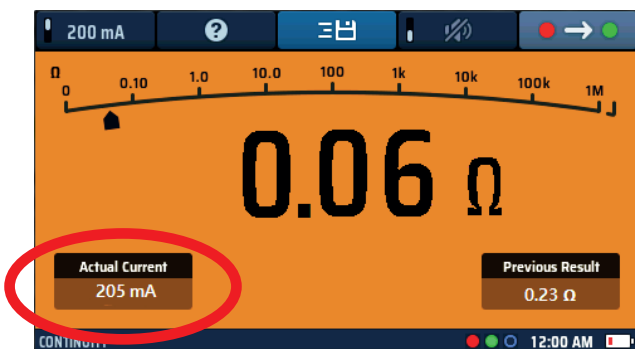 200 mA
?
Ω
0 0.10 1.0 10.0 100 1k 10k 100k 1M
0.06 Ω
Actual Current
205 mA
Previous Result
0.23 Ω
CONTINUITY
12:00 AM